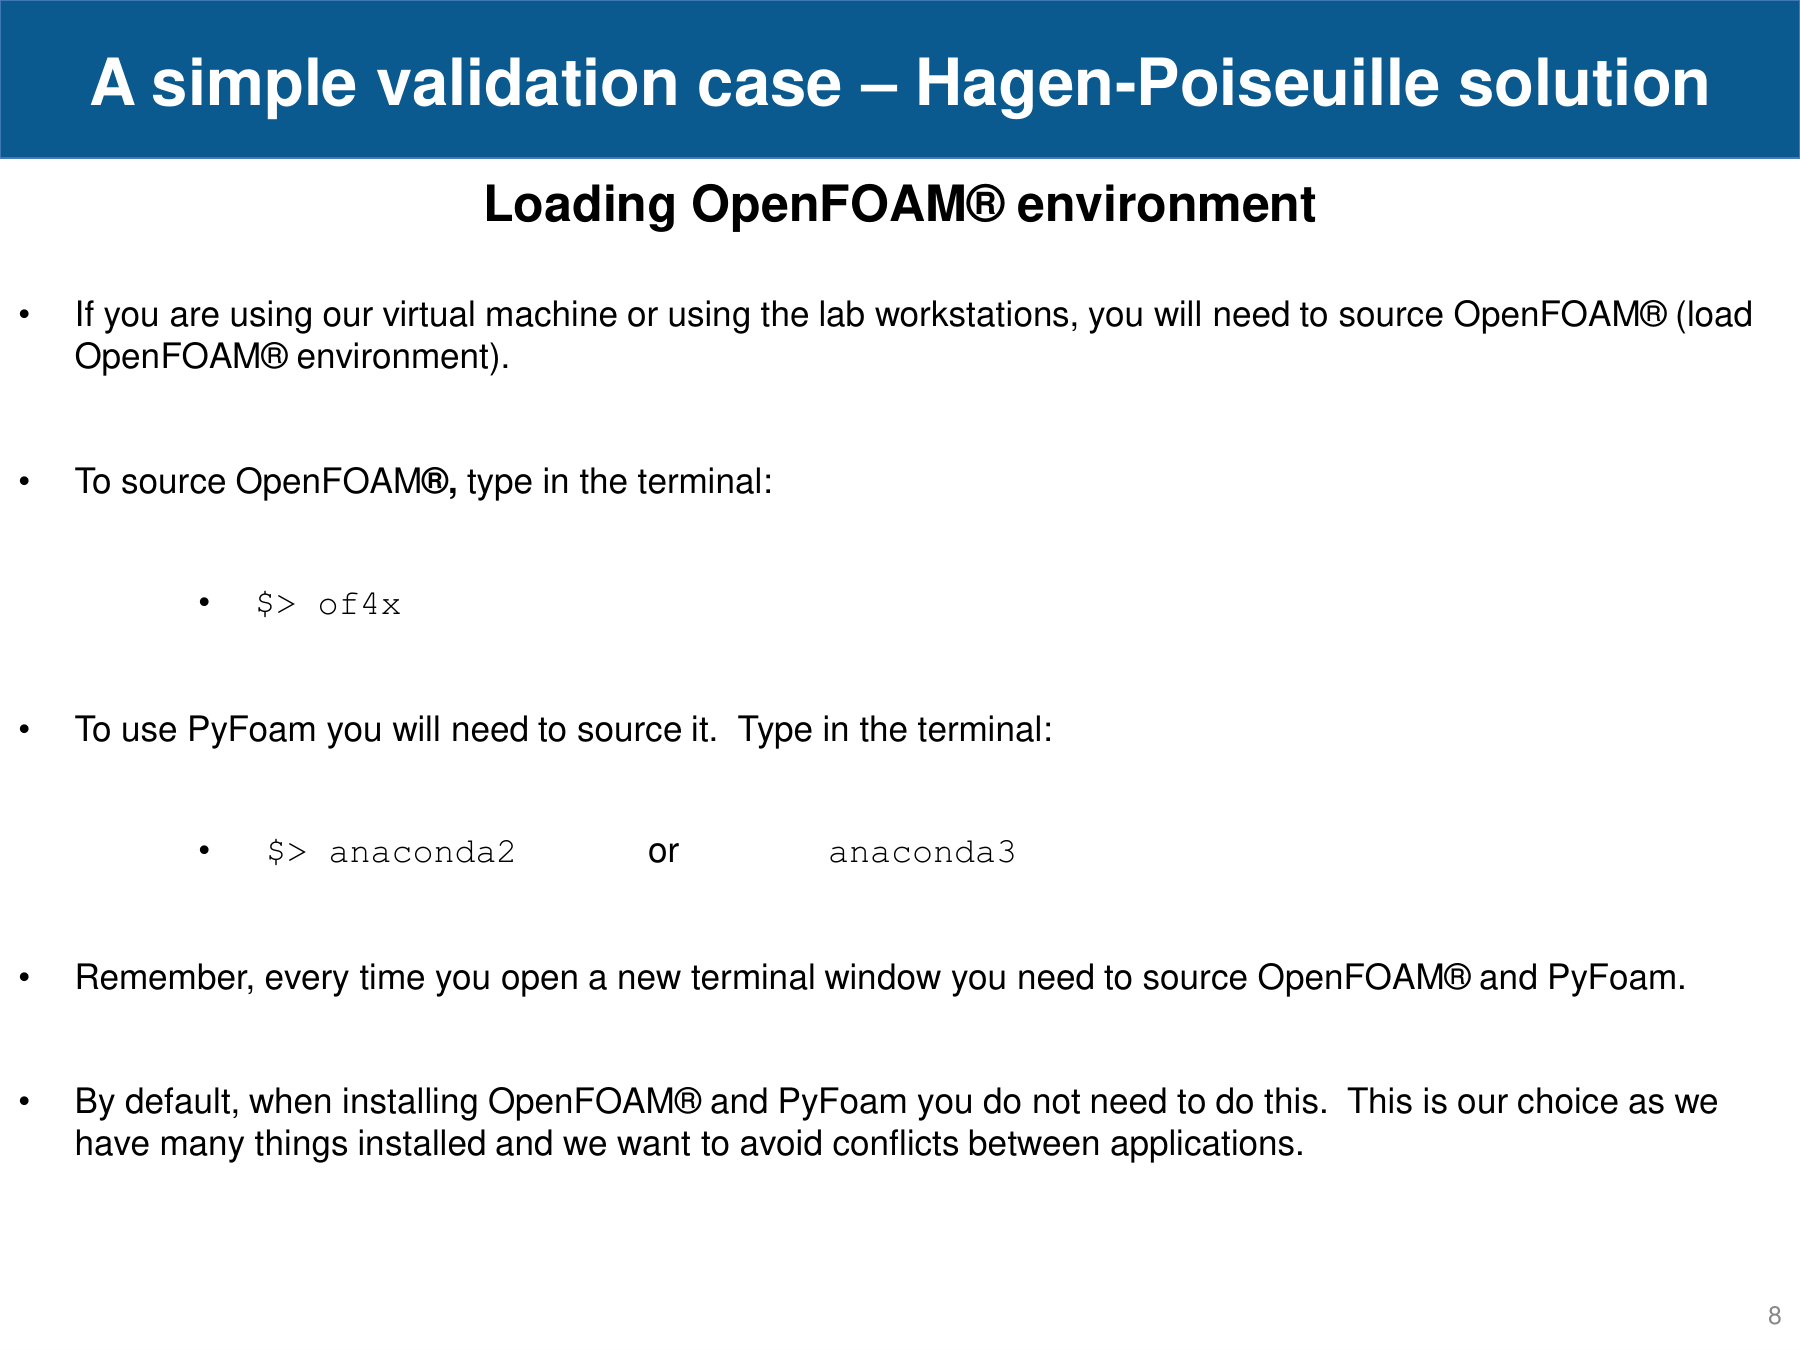 A simple validation case – Hagen-Poiseuille solution
Loading OpenFOAM® environment
• If you are using our virtual machine or using the lab workstations, you will need to source OpenFOAM® (load
OpenFOAM® environment).
• To source OpenFOAM®, type in the terminal:
• $> of4x
• To use PyFoam you will need to source it.  Type in the terminal:
• $> anaconda2 or anaconda3
• Remember, every time you open a new terminal window you need to source OpenFOAM® and PyFoam.
• By default, when installing OpenFOAM® and PyFoam you do not need to do this.  This is our choice as we
have many things installed and we want to avoid conflicts between applications.
8